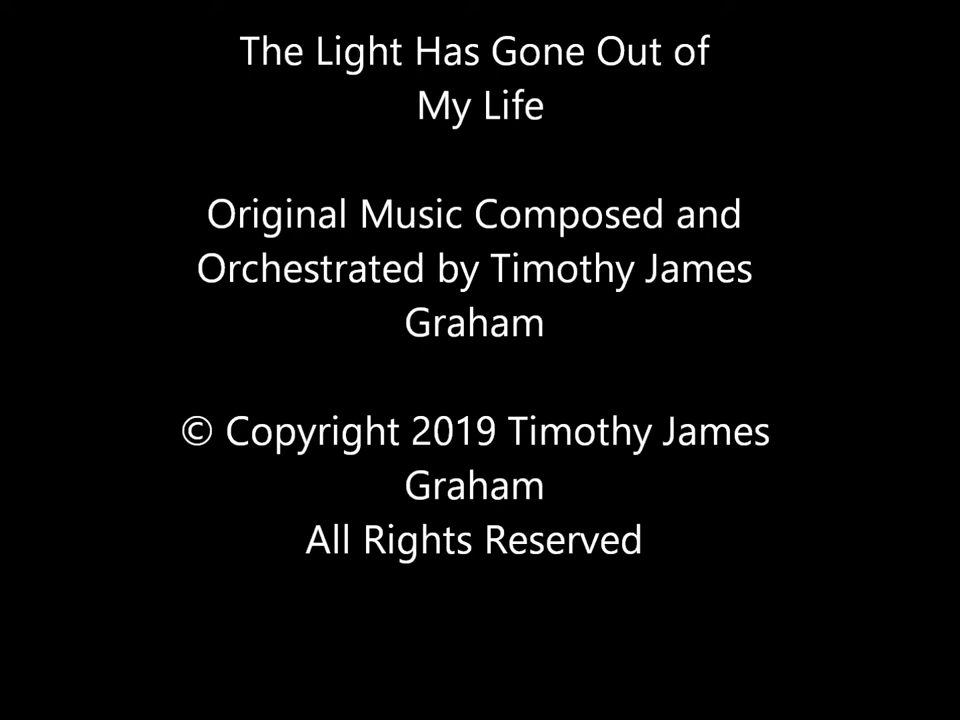 The Light Has Gone Out of
My Life
Original Music Composed and
Orchestrated by Timothy James
Graham
© Copyright 2019 Timothy James
Graham
All Rights Reserved